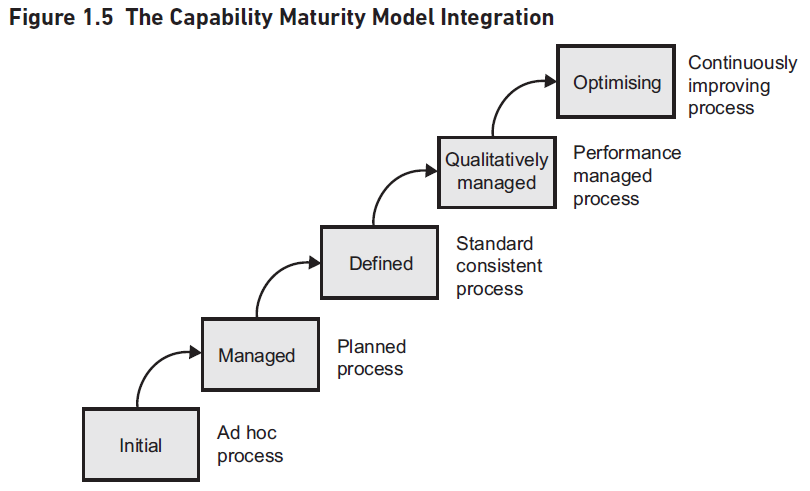 Figure 1.5 The Capability Maturity Model Integration
Optimising
Continuously
improving
process
Qualitatively
managed
Performance
managed
process
Defined
Standard
consistent
process
Managed
Planned
process
Initial
Ad hoc
process